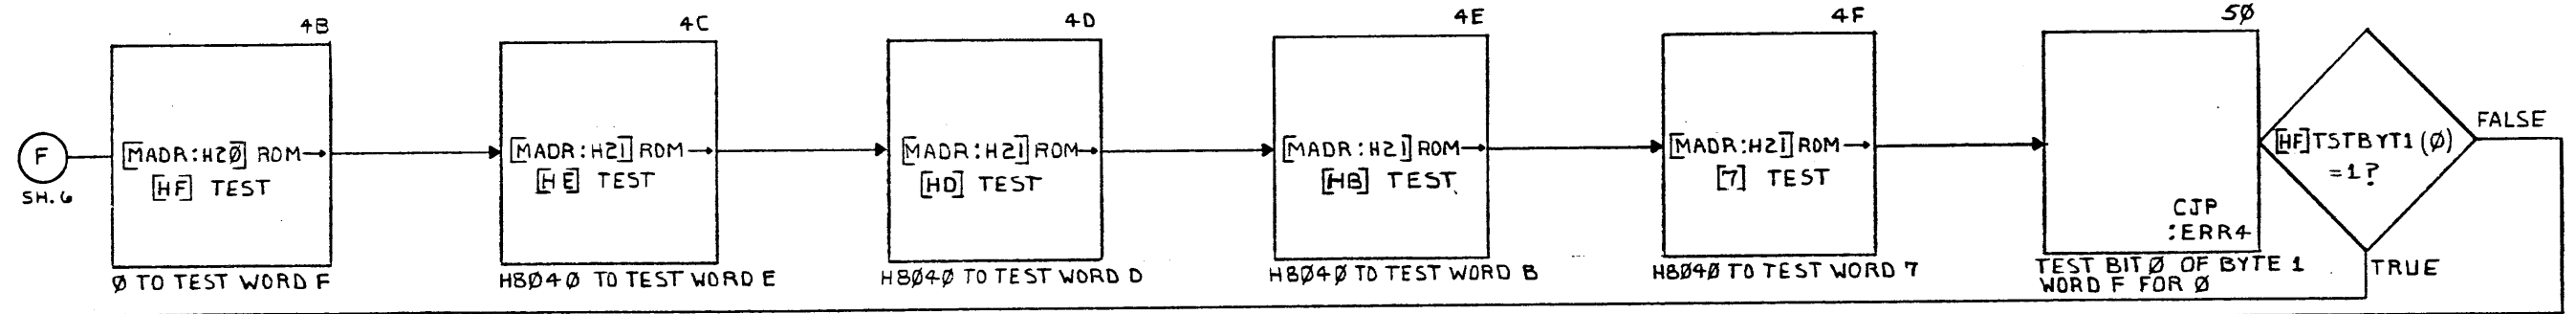 4B
4C
4D
4E
4F
5Ø
F
SH. 6
[MADR:H2Ø] ROM→
[HF] TEST
Ø TO TEST WORD F
[MADR:H21] ROM→
[HE] TEST
H8Ø4Ø TO TEST WORD E
[MADR:H21] ROM→
[HD] TEST
H8Ø4Ø TO TEST WORD D
[MADR:H21] ROM→
[HB] TEST
H8Ø4Ø TO TEST WORD B
[MADR:H21] ROM→
[7] TEST
H8Ø4Ø TO TEST WORD 7
CJP
:ERR4
TEST BIT Ø OF BYTE 1
WORD F FOR Ø
[HF]TSTBYT1(Ø)
=1?
FALSE
TRUE